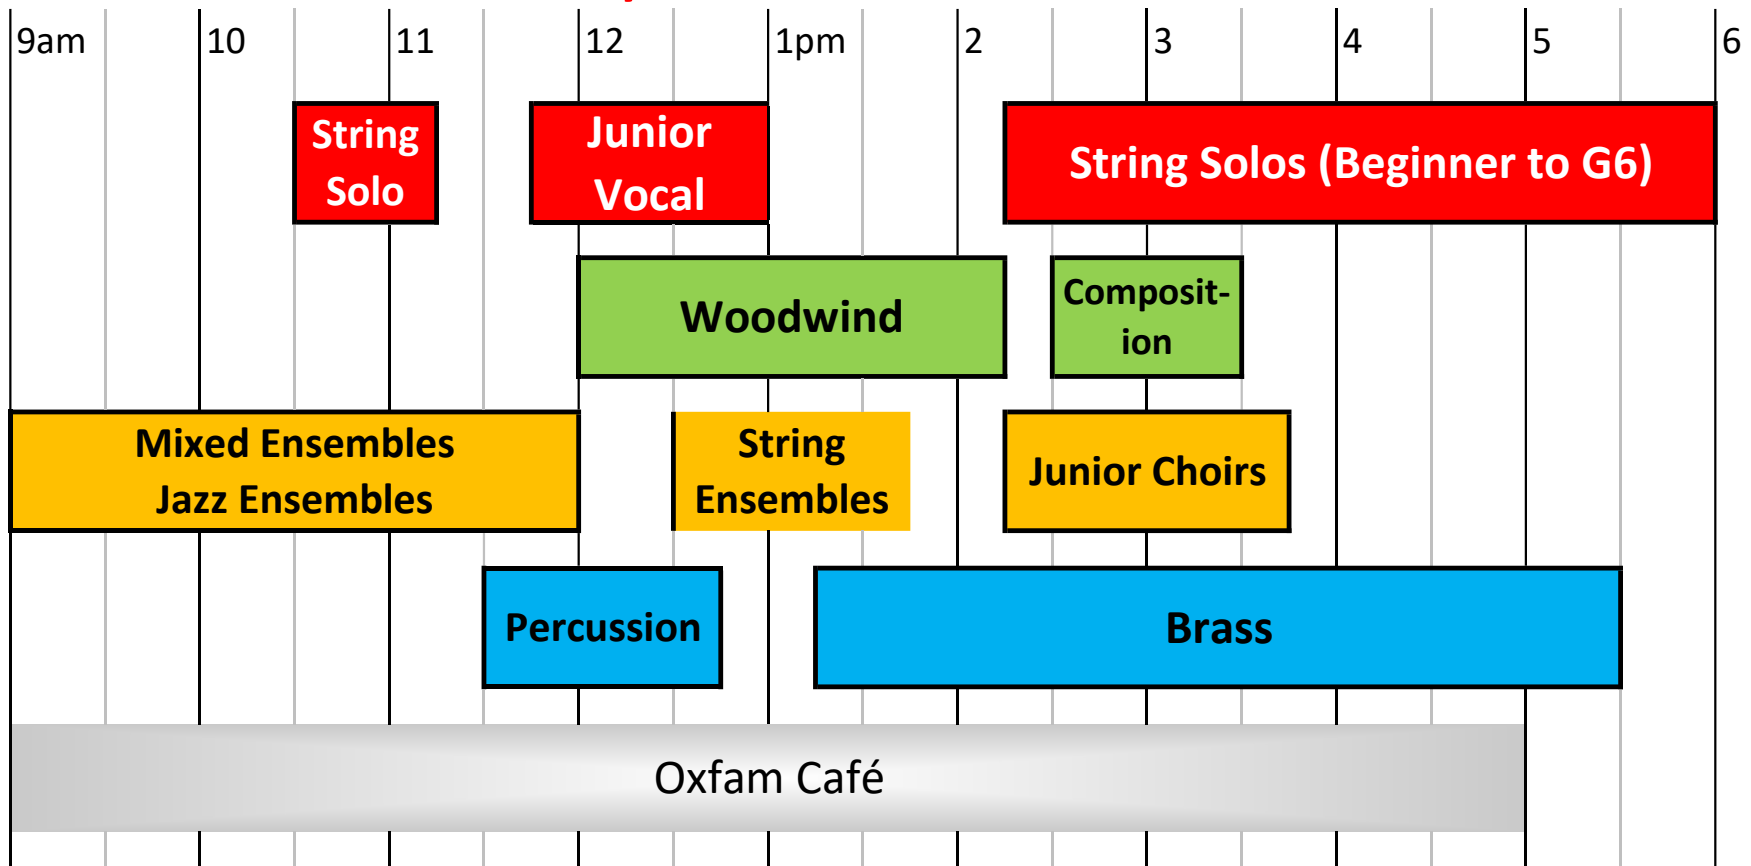 9am 10 11 12 1pm 2 3 4 5 6
String
Solo
Junior
Vocal
String Solos (Beginner to G6)
Woodwind
Composit-
ion
Mixed Ensembles
Jazz Ensembles
String
Ensembles
Junior Choirs
Percussion
Brass
Oxfam Café